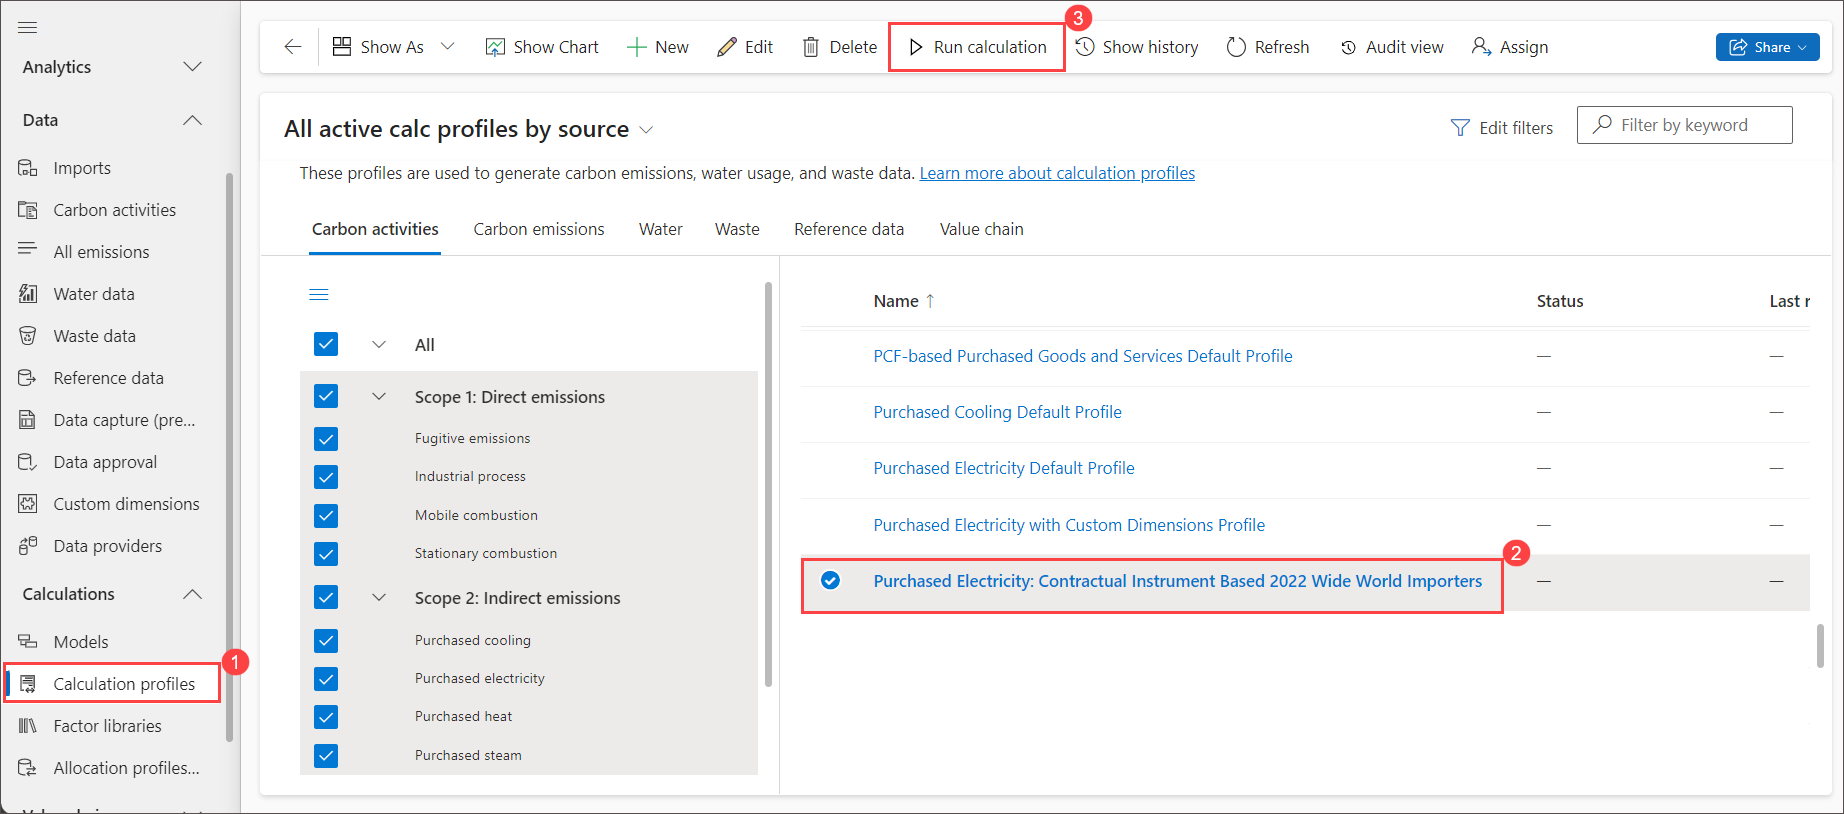 Analytics
Data
Imports
Carbon activities
All emissions
Water data
Waste data
Reference data
Data capture (pre...
Data approval
Custom dimensions
Data providers
Calculations
Models
1
Calculation profiles
Factor libraries
Allocation profiles...
Show As
Show Chart
New
Edit
Delete
3
Run calculation
Show history
Refresh
Audit view
Assign
Share
All active calc profiles by source
Edit filters
Filter by keyword
These profiles are used to generate carbon emissions, water usage, and waste data. Learn more about calculation profiles
Carbon activities
Carbon emissions
Water
Waste
Reference data
Value chain
All
Scope 1: Direct emissions
Fugitive emissions
Industrial process
Mobile combustion
Stationary combustion
Scope 2: Indirect emissions
Purchased cooling
Purchased electricity
Purchased heat
Purchased steam
Name ↑
Status
Last r
PCF-based Purchased Goods and Services Default Profile
—
—
Purchased Cooling Default Profile
—
—
Purchased Electricity Default Profile
—
—
Purchased Electricity with Custom Dimensions Profile
—
—
2
Purchased Electricity: Contractual Instrument Based 2022 Wide World Importers
—
—